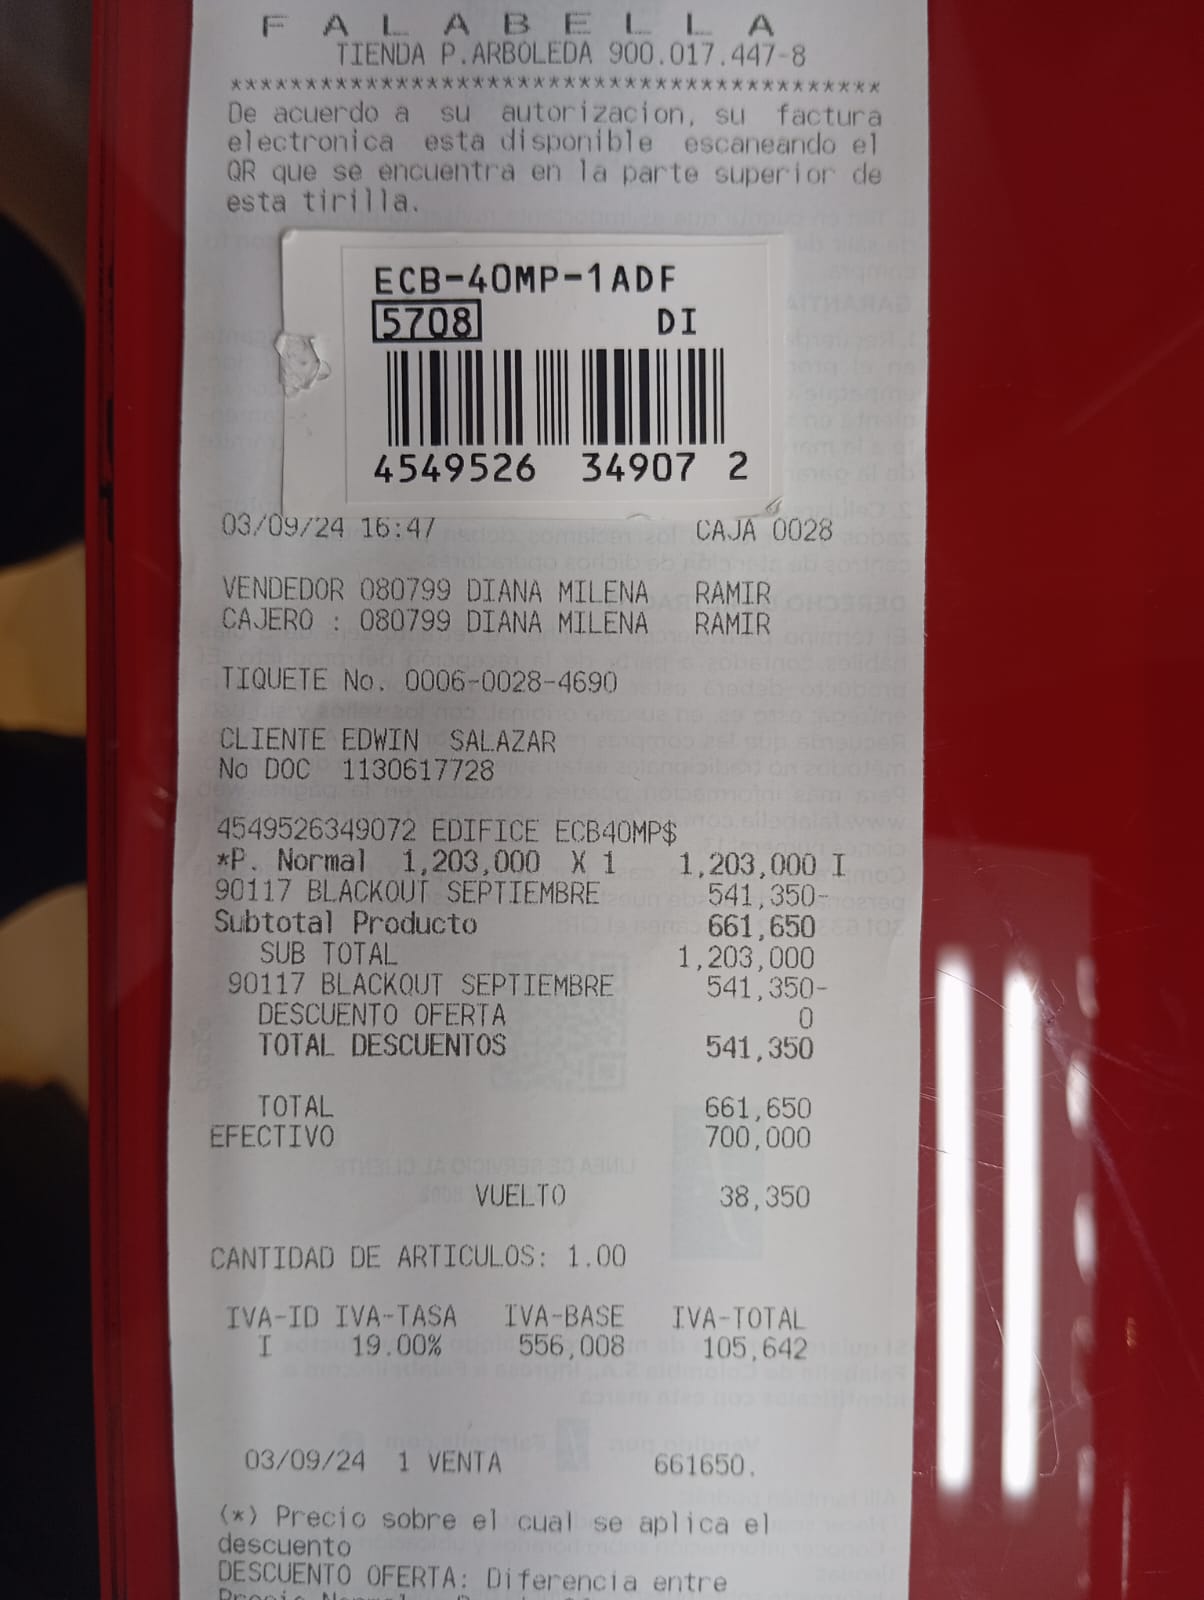 F A L A B E L L A
TIENDA P.ARBOLEDA 900.017.447-8
*******************************************
De acuerdo a su autorizacion, su factura
electronica esta disponible escaneando el
QR que se encuentra en la parte superior de
esta tirilla.
ECB-40MP-1ADF
5708 DI
4549526 34907 2
03/09/24 16:47 CAJA 0028
VENDEDOR 080799 DIANA MILENA RAMIR
CAJERO : 080799 DIANA MILENA RAMIR
TIQUETE No. 0006-0028-4690
CLIENTE EDWIN SALAZAR
No DOC 1130617728
4549526349072 EDIFICE ECB40MP$
*P. Normal 1,203,000 X 1 1,203,000 I
90117 BLACKOUT SEPTIEMBRE 541,350-
Subtotal Producto 661,650
SUB TOTAL 1,203,000
90117 BLACKOUT SEPTIEMBRE 541,350-
DESCUENTO OFERTA 0
TOTAL DESCUENTOS 541,350
TOTAL 661,650
EFECTIVO 700,000
VUELTO 38,350
CANTIDAD DE ARTICULOS: 1.00
IVA-ID IVA-TASA IVA-BASE IVA-TOTAL
I 19.00% 556,008 105,642
03/09/24 1 VENTA 661650.
(*) Precio sobre el cual se aplica el
descuento
DESCUENTO OFERTA: Diferencia entre